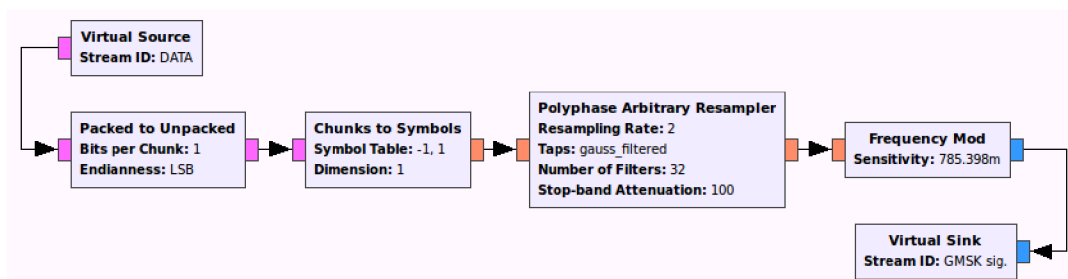 Virtual Source
Stream ID: DATA
Packed to Unpacked
Bits per Chunk: 1
Endianness: LSB
Chunks to Symbols
Symbol Table: -1, 1
Dimension: 1
Polyphase Arbitrary Resampler
Resampling Rate: 2
Taps: gauss_filtered
Number of Filters: 32
Stop-band Attenuation: 100
Frequency Mod
Sensitivity: 785.398m
Virtual Sink
Stream ID: GMSK sig.